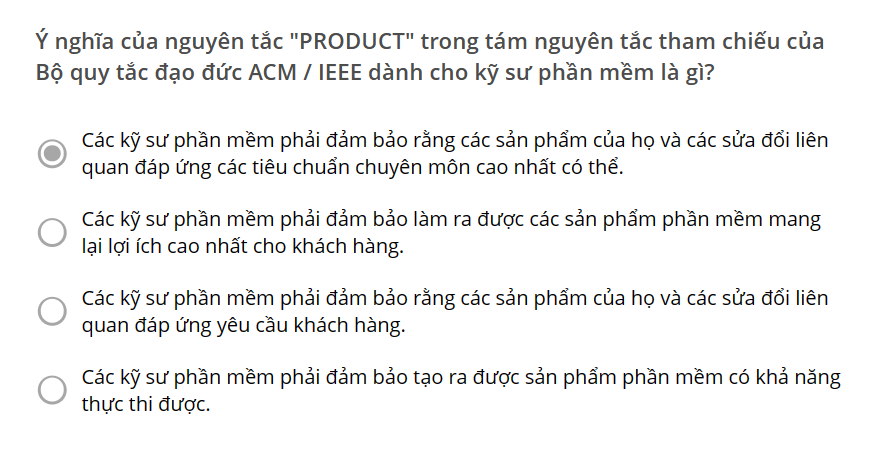 Ý nghĩa của nguyên tắc "PRODUCT" trong tám nguyên tắc tham chiếu của
Bộ quy tắc đạo đức ACM / IEEE dành cho kỹ sư phần mềm là gì?
Các kỹ sư phần mềm phải đảm bảo rằng các sản phẩm của họ và các sửa đổi liên
quan đáp ứng các tiêu chuẩn chuyên môn cao nhất có thể.
Các kỹ sư phần mềm phải đảm bảo làm ra được các sản phẩm phần mềm mang
lại lợi ích cao nhất cho khách hàng.
Các kỹ sư phần mềm phải đảm bảo rằng các sản phẩm của họ và các sửa đổi liên
quan đáp ứng yêu cầu khách hàng.
Các kỹ sư phần mềm phải đảm bảo tạo ra được sản phẩm phần mềm có khả năng
thực thi được.